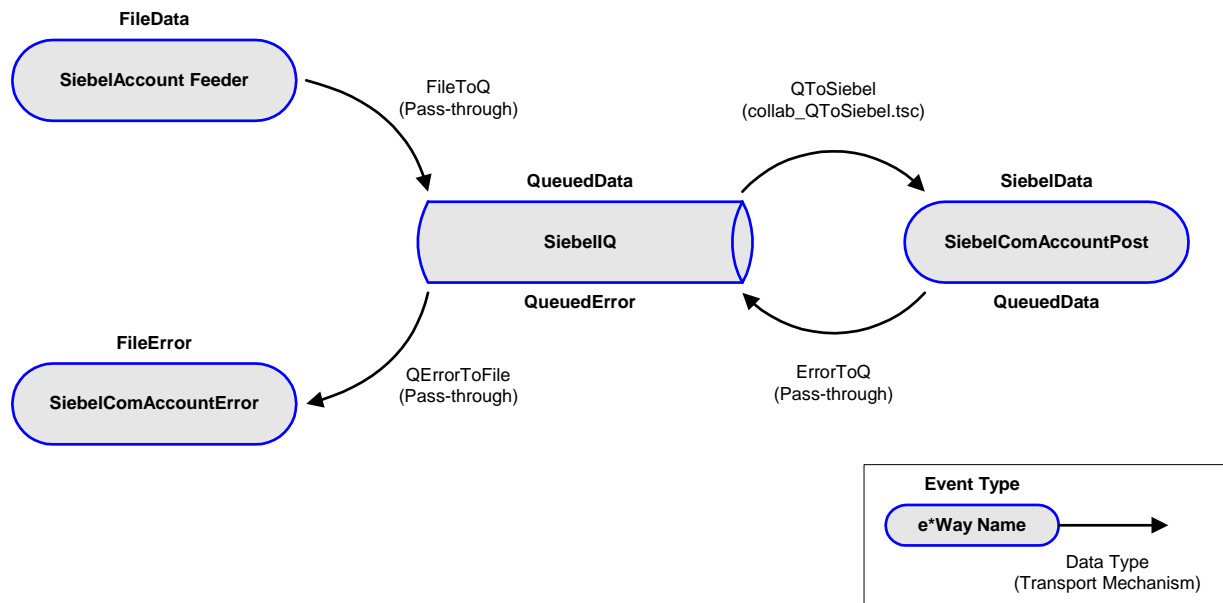 FileData
SiebelAccount Feeder
FileToQ
(Pass-through)
QToSiebel
(collab_QToSiebel.tsc)
QueuedData
SiebelIQ
QueuedError
SiebelData
SiebelComAccountPost
QueuedData
FileError
SiebelComAccountError
QErrorToFile
(Pass-through)
ErrorToQ
(Pass-through)
Event Type
e*Way Name
Data Type
(Transport Mechanism)